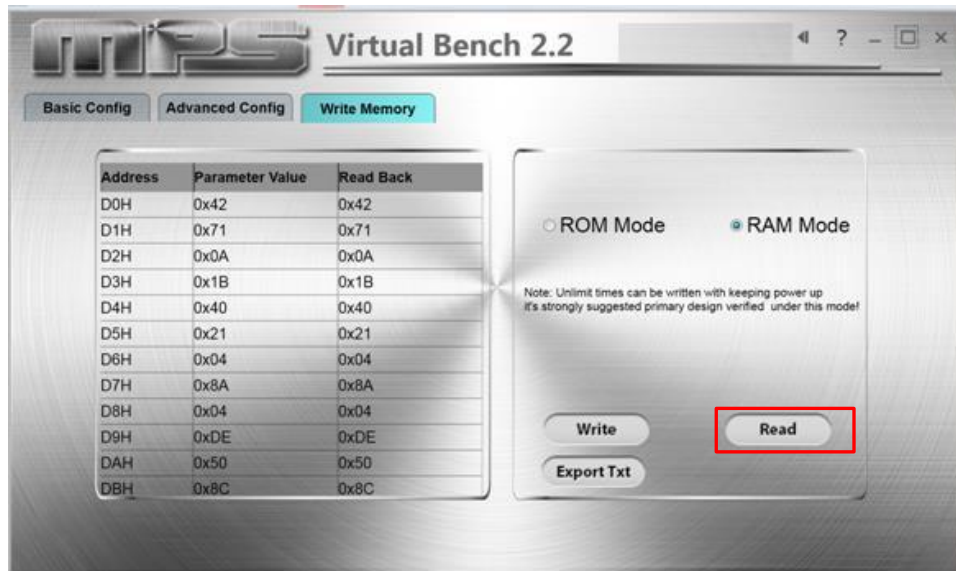 MPS Virtual Bench 2.2 ? – ×
Basic Config Advanced Config Write Memory
Address Parameter Value Read Back
D0H 0x42 0x42
D1H 0x71 0x71
D2H 0x0A 0x0A
D3H 0x1B 0x1B
D4H 0x40 0x40
D5H 0x21 0x21
D6H 0x04 0x04
D7H 0x8A 0x8A
D8H 0x04 0x04
D9H 0xDE 0xDE
DAH 0x50 0x50
DBH 0x8C 0x8C
ROM Mode RAM Mode
Note: Unlimit times can be written with keeping power up
it's strongly suggested primary design verified under this mode!
Write Read
Export Txt